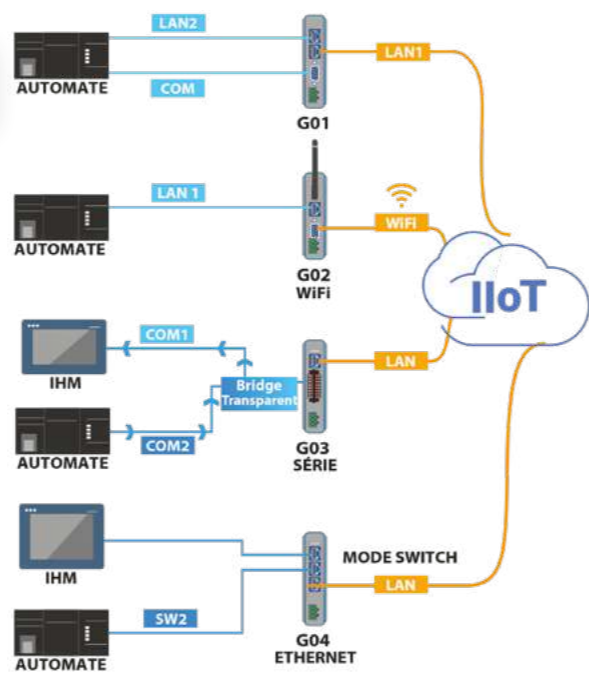 LAN2
LAN1
AUTOMATE
COM
G01
LAN 1
WiFi
AUTOMATE
G02
WiFi
IIoT
COM1
LAN
IHM
Bridge
Transparent
COM2
AUTOMATE
G03
SÉRIE
MODE SWITCH
IHM
LAN
SW2
G04
AUTOMATE
ETHERNET